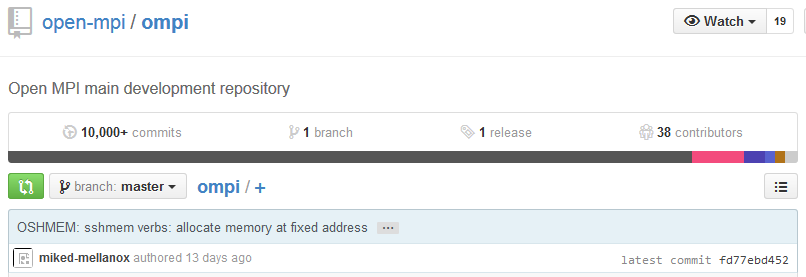 open-mpi / ompi
Watch 19
Open MPI main development repository
10,000+ commits 1 branch 1 release 38 contributors
branch: master ompi / +
OSHMEM: sshmem verbs: allocate memory at fixed address ...
miked-mellanox authored 13 days ago latest commit fd77ebd452